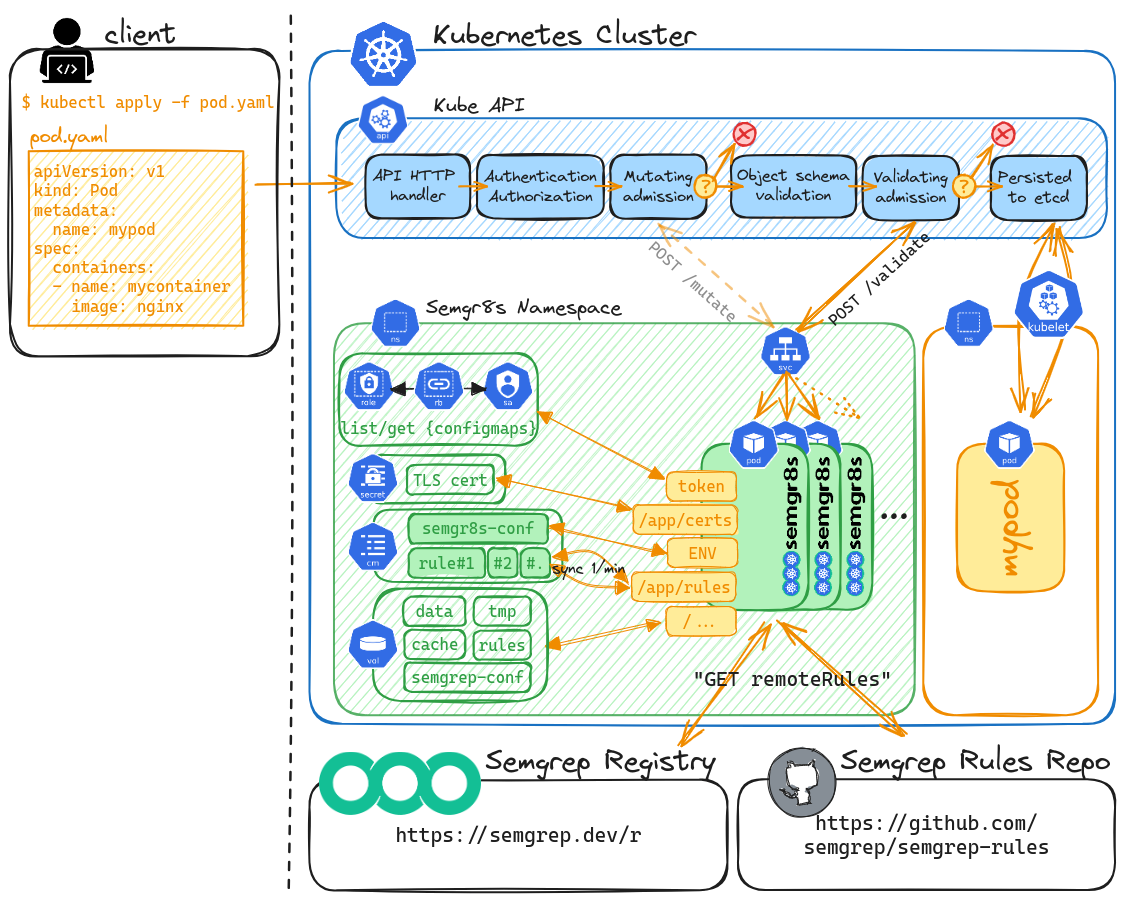 client
$ kubectl apply -f pod.yaml
pod.yaml
apiVersion: v1
kind: Pod
metadata:
  name: mypod
spec:
  containers:
  - name: mycontainer
    image: nginx
Kubernetes Cluster
Kube API
api
API HTTP
handler
Authentication
Authorization
Mutating
admission
?
Object schema
validation
Validating
admission
?
Persisted
to etcd
POST /mutate
POST /validate
Semgr8s Namespace
ns
svc
role
rb
sa
list/get {configmaps}
secret
TLS cert
cm
semgr8s-conf
rule#1
#2
#.
sync 1/min
vol
data
tmp
cache
rules
semgrep-conf
token
/app/certs
ENV
/app/rules
/...
pod
semgr8s
semgr8s
semgr8s
...
"GET remoteRules"
ns
kubelet
pod
mypod
Semgrep Registry
https://semgrep.dev/r
Semgrep Rules Repo
https://github.com/
semgrep/semgrep-rules